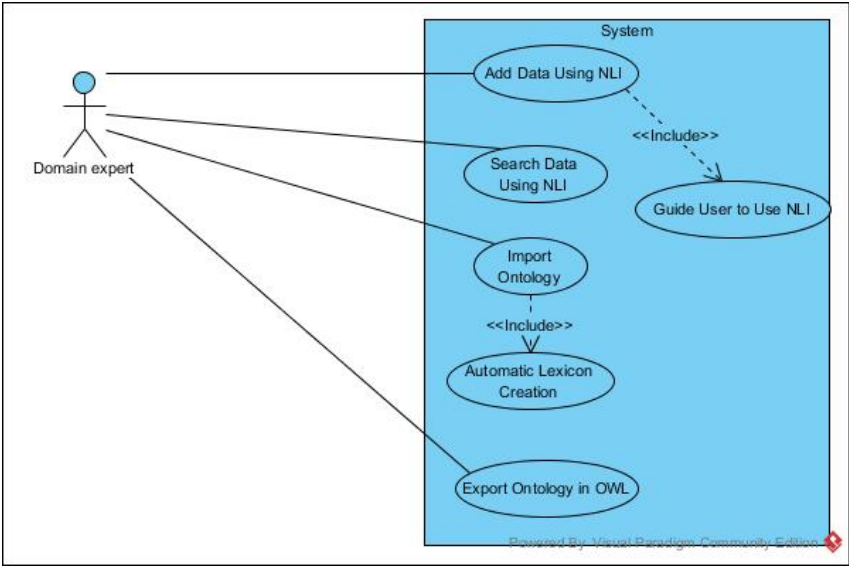 System
Add Data Using NLI
<<Include>>
Search Data
Using NLI
Domain expert
Guide User to Use NLI
Import
Ontology
<<Include>>
Automatic Lexicon
Creation
Export Ontology in OWL
Powered By Visual Paradigm Community Edition